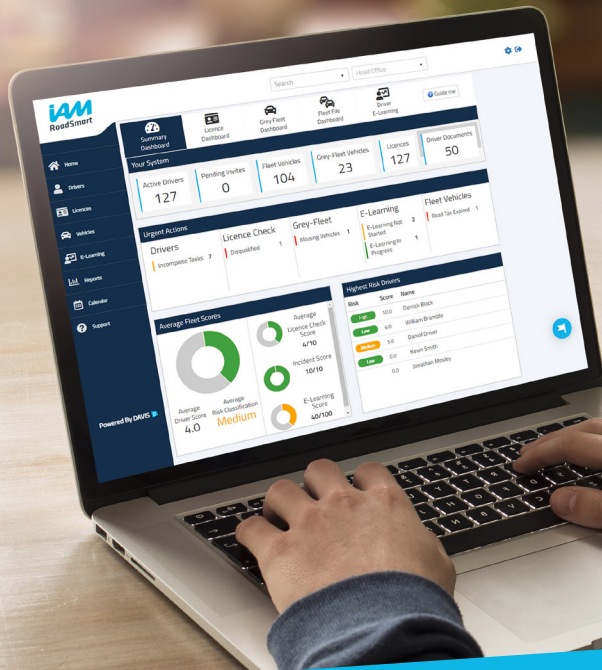 IAM
RoadSmart
Search
Head Office
Summary
Dashboard
Licence
Dashboard
Grey Fleet
Dashboard
Fleet File
Dashboard
Driver
E-Learning
Guide me
Home
Drivers
Licences
Vehicles
E-Learning
Reports
Calendar
Support
Powered By DAVIS
Your System
Active Drivers
127
Pending Invites
0
Fleet Vehicles
104
Grey-Fleet Vehicles
23
Licences
127
Driver Documents
50
Urgent Actions
Drivers
Incomplete Tasks 7
Licence Check
Disqualified 1
Grey-Fleet
Missing Vehicles 1
E-Learning
E-Learning Not
Started 2
E-Learning In
Progress 1
Fleet Vehicles
Road Tax Expired 1
Average Fleet Scores
Average
Driver Score
4.0
Average
Risk Classification
Medium
Average
Licence Check
Score
4/10
Incident Score
10/10
E-Learning
Score
40/100
Highest Risk Drivers
Risk Score Name
High 10.0 Derrick Black
Low 6.0 William Bramble
Medium 5.0 Daniel Driver
Low 0.0 Kevin Smith
0.0 Jonathan Mosley